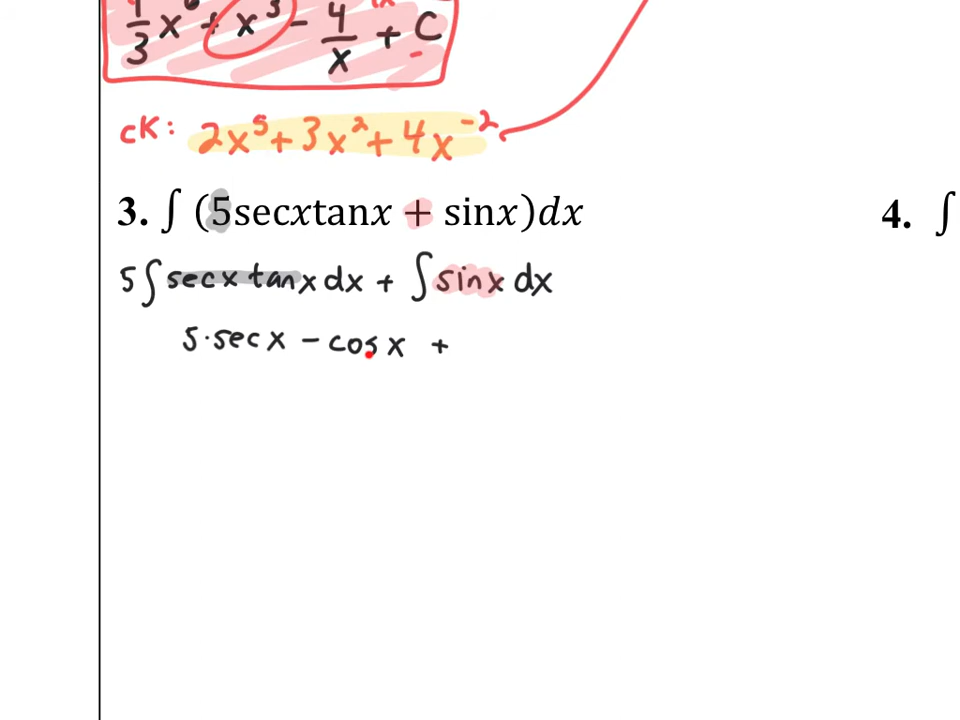 1/3 x⁶ + x³ - 4/x + C
cK: 2x⁵ + 3x² + 4x⁻²
3. ∫ (5secxtanx + sinx)dx
4. ∫
5∫secx tanx dx + ∫sinx dx
5·secx - cosx +